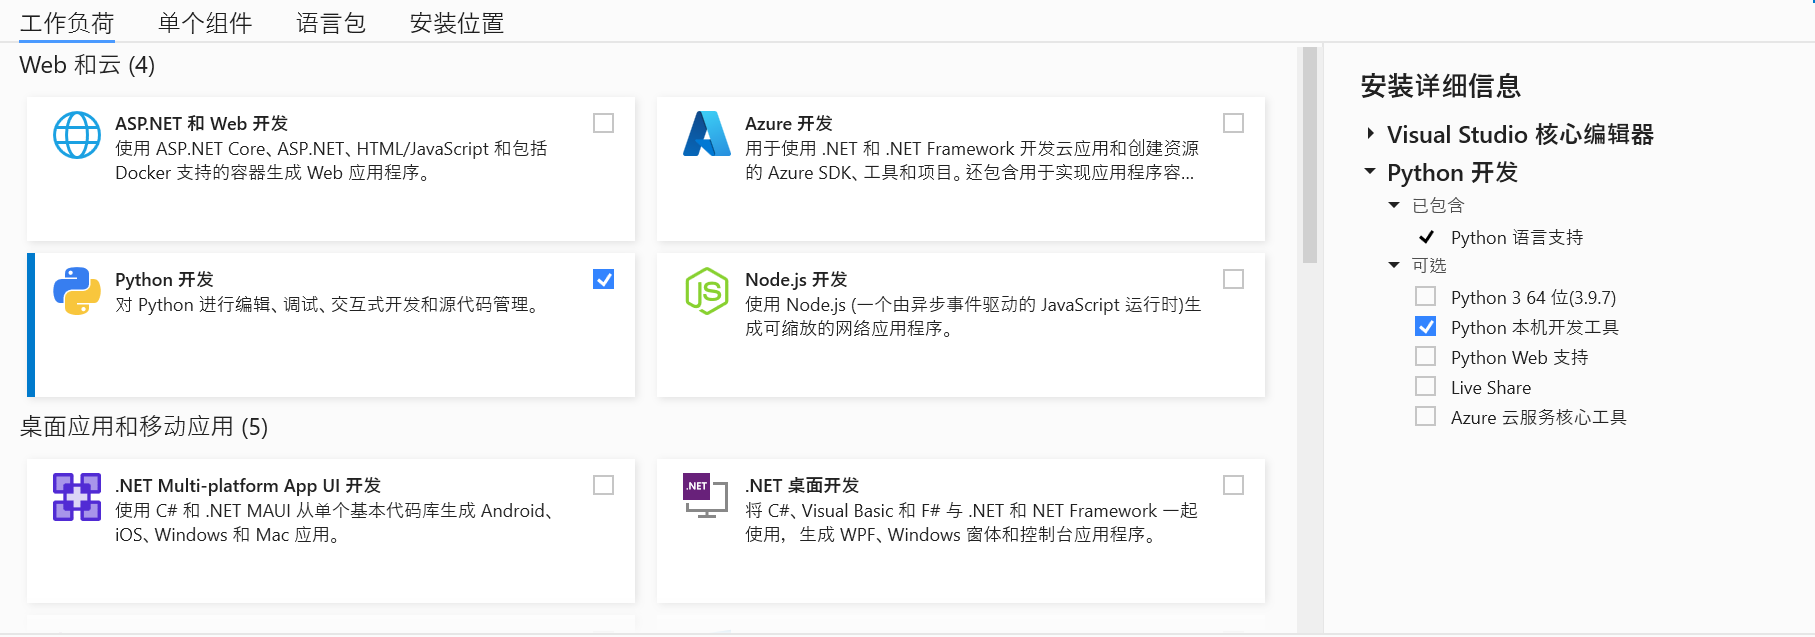 工作负荷 单个组件 语言包 安装位置
Web 和云 (4)
ASP.NET 和 Web 开发
使用 ASP.NET Core、ASP.NET、HTML/JavaScript 和包括
Docker 支持的容器生成 Web 应用程序。
Azure 开发
用于使用 .NET 和 .NET Framework 开发云应用和创建资源
的 Azure SDK、工具和项目。还包含用于实现应用程序容...
Python 开发
对 Python 进行编辑、调试、交互式开发和源代码管理。
Node.js 开发
使用 Node.js (一个由异步事件驱动的 JavaScript 运行时)生
成可缩放的网络应用程序。
桌面应用和移动应用 (5)
.NET Multi-platform App UI 开发
使用 C# 和 .NET MAUI 从单个基本代码库生成 Android、
iOS、Windows 和 Mac 应用。
.NET
.NET 桌面开发
将 C#、Visual Basic 和 F# 与 .NET 和 NET Framework 一起
使用，生成 WPF、Windows 窗体和控制台应用程序。
安装详细信息
Visual Studio 核心编辑器
Python 开发
已包含
Python 语言支持
可选
Python 3 64 位(3.9.7)
Python 本机开发工具
Python Web 支持
Live Share
Azure 云服务核心工具